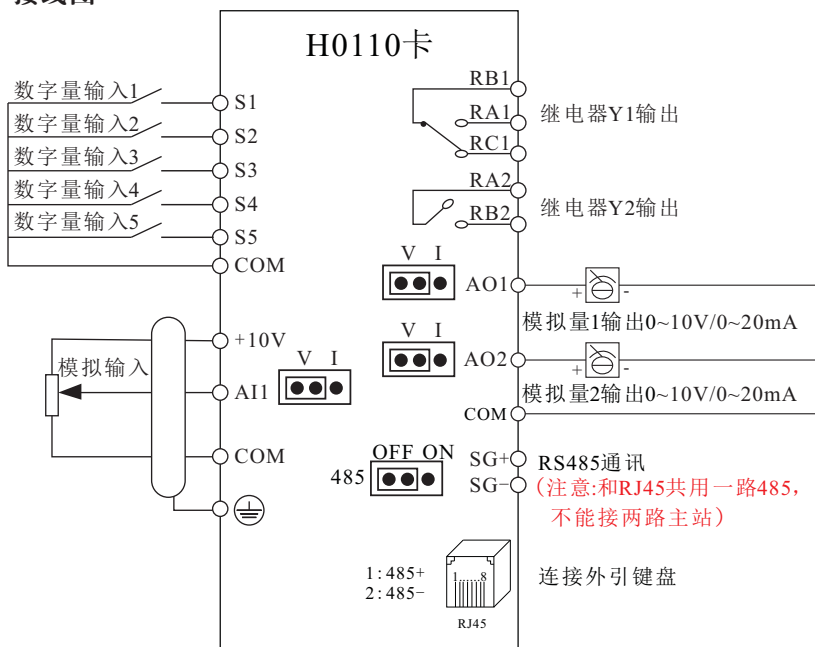 H0110卡
数字量输入1
数字量输入2
数字量输入3
数字量输入4
数字量输入5
S1
S2
S3
S4
S5
COM
RB1
RA1
RC1
继电器Y1输出
RA2
RB2
继电器Y2输出
V I
AO1
+ -
模拟量1输出0~10V/0~20mA
V I
AO2
+ -
模拟量2输出0~10V/0~20mA
COM
+10V
模拟输入
V I
AI1
COM
OFF ON
485
SG+
SG-
RS485通讯
(注意:和RJ45共用一路485,
不能接两路主站)
1:485+
2:485-
1......8
RJ45
连接外引键盘